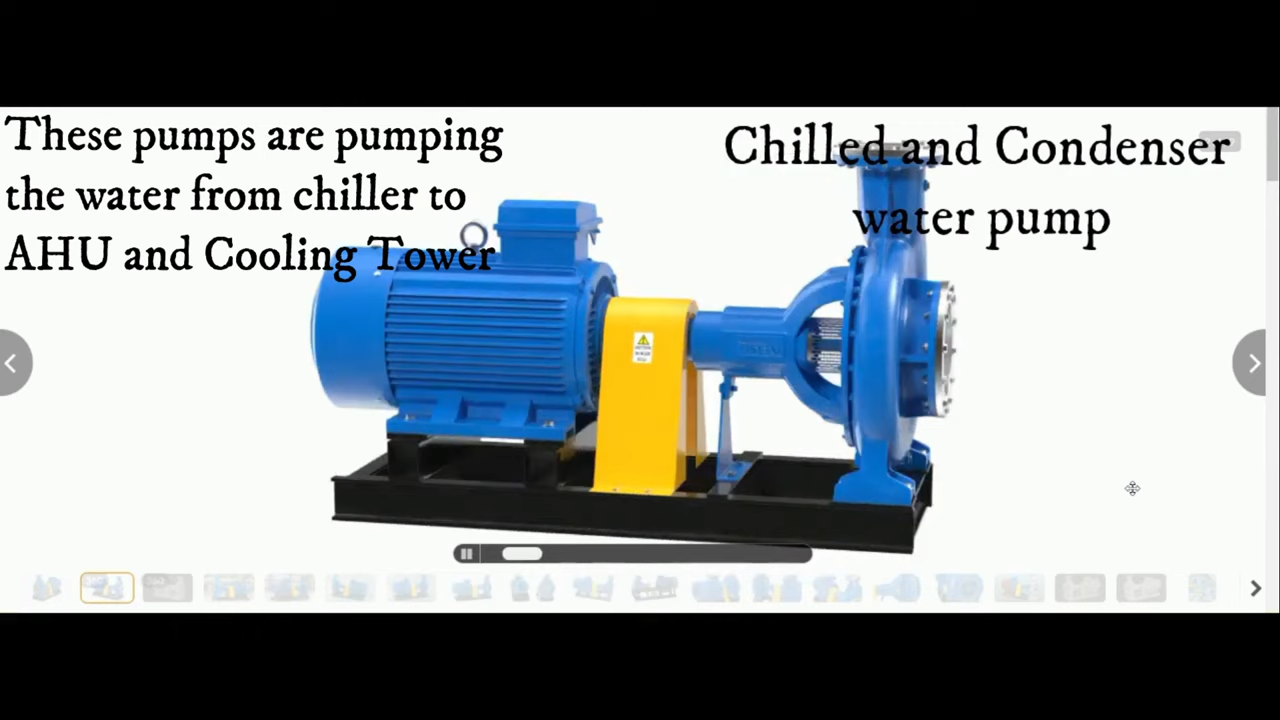 These pumps are pumping
the water from chiller to
AHU and Cooling Tower
Chilled and Condenser
water pump